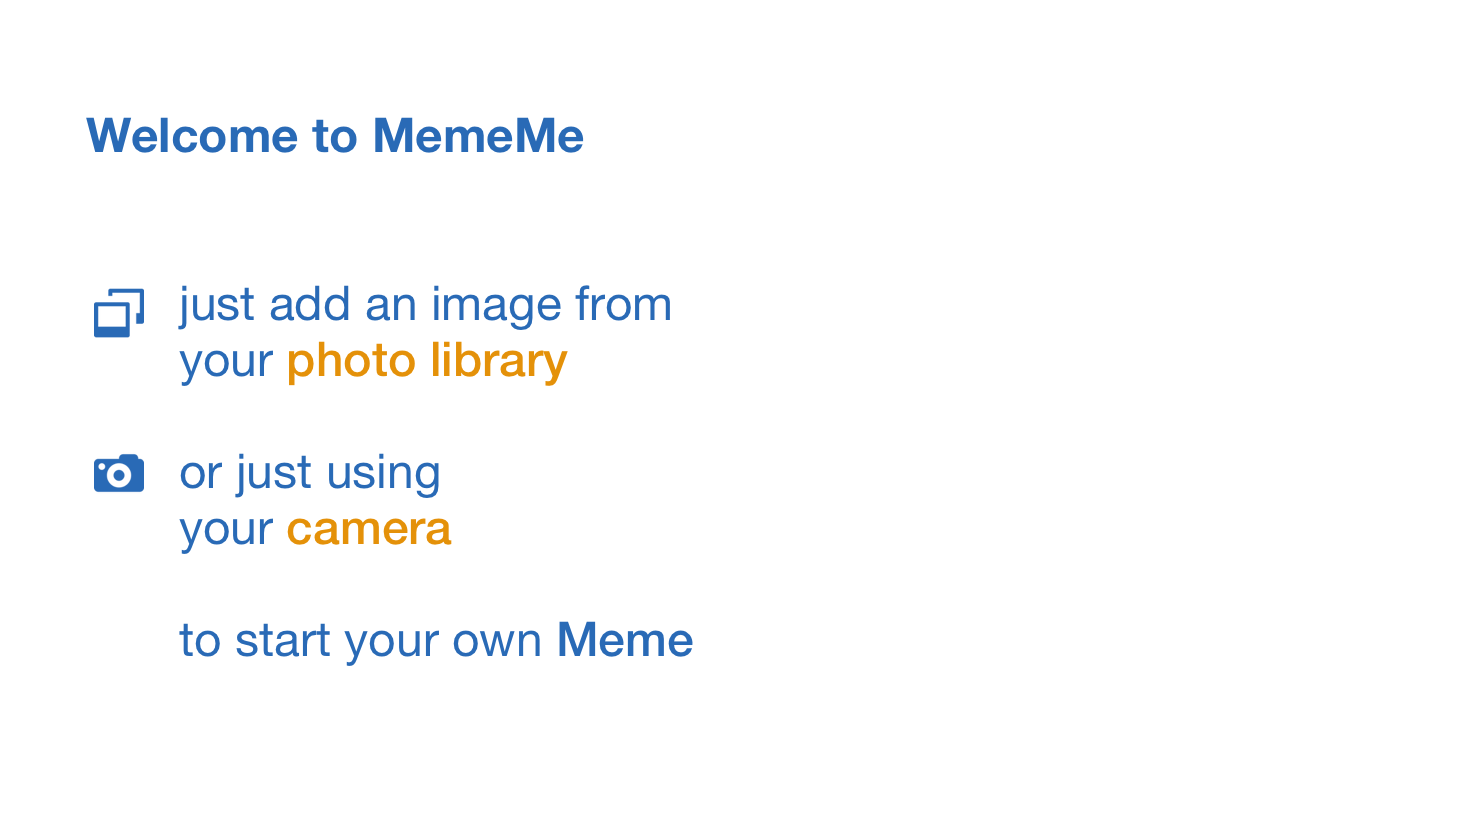 Welcome to MemeMe
just add an image from
your photo library
or just using
your camera
to start your own Meme